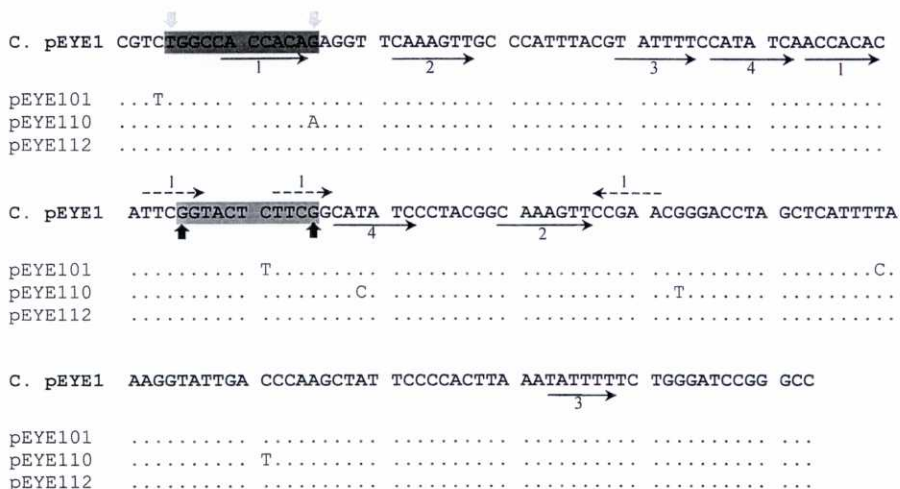 C. pEYE1 CGTCTGGCCA CCACAGAGGT TCAAAGTTGC CCATTTACGT ATTTTCCATA TCAACCACAC
1 2 3 4 1
pEYE101 ...T...... .......... .......... .......... .......... ..........
pEYE110 .......... .....A.... .......... .......... .......... ..........
pEYE112 .......... .......... .......... .......... .......... ..........
1 1 1
C. pEYE1 ATTCGGTACT CTTCGGCATA TCCCTACGGC AAAGTTCCGA ACGGGACCTA GCTCATTTTA
4 2
pEYE101 .......... T......... .......... .......... .......... ........C.
pEYE110 .......... ........C. .......... .......... .T........ ..........
pEYE112 .......... .......... .......... .......... .......... ..........
C. pEYE1 AAGGTATTGA CCCAAGCTAT TCCCCACTTA AATATTTTTC TGGGATCCGG GCC
3
pEYE101 .......... .......... .......... .......... .......... ...
pEYE110 .......... T......... .......... .......... .......... ...
pEYE112 .......... .......... .......... .......... .......... ...